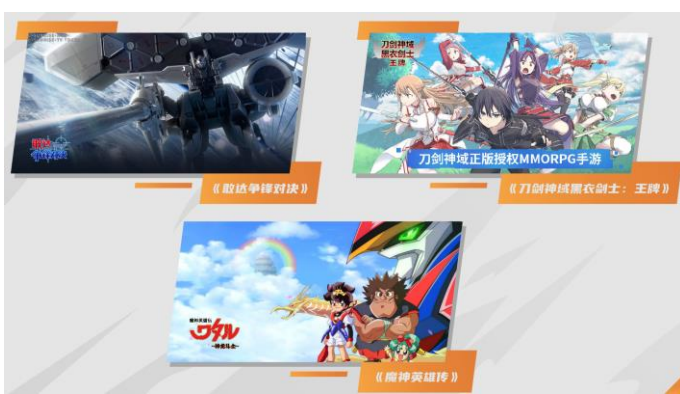 敢达
争锋对决
《敢达争锋对决》
刀剑神域
黑衣剑士
王牌
刀剑神域正版授权MMORPG手游
《刀剑神域黑衣剑士：王牌》
ワタル
《魔神英雄传》